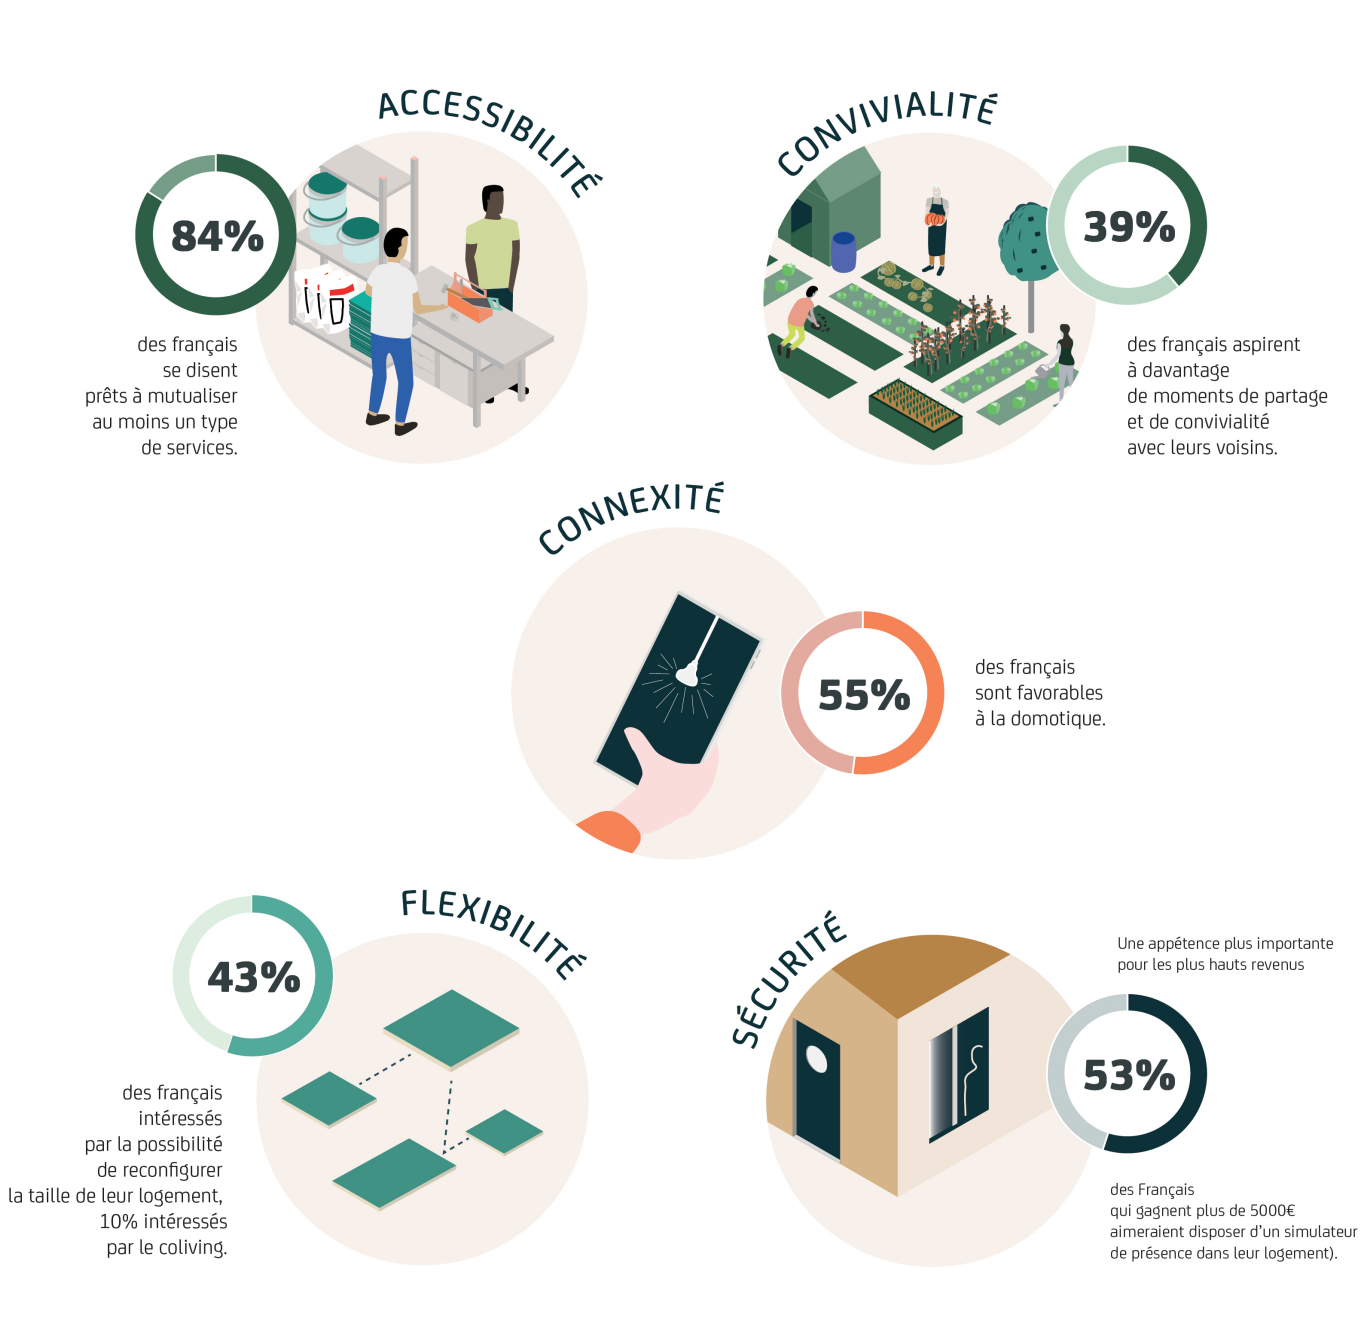 ACCESSIBILITÉ
84%
des français
se disent
prêts à mutualiser
au moins un type
de services.
CONVIVIALITÉ
39%
des français aspirent
à davantage
de moments de partage
et de convivialité
avec leurs voisins.
CONNEXITÉ
55%
des français
sont favorables
à la domotique.
FLEXIBILITÉ
43%
des français
intéressés
par la possibilité
de reconfigurer
la taille de leur logement,
10% intéressés
par le coliving.
SÉCURITÉ
Une appétence plus importante
pour les plus hauts revenus
53%
des Français
qui gagnent plus de 5000€
aimeraient disposer d'un simulateur
de présence dans leur logement).